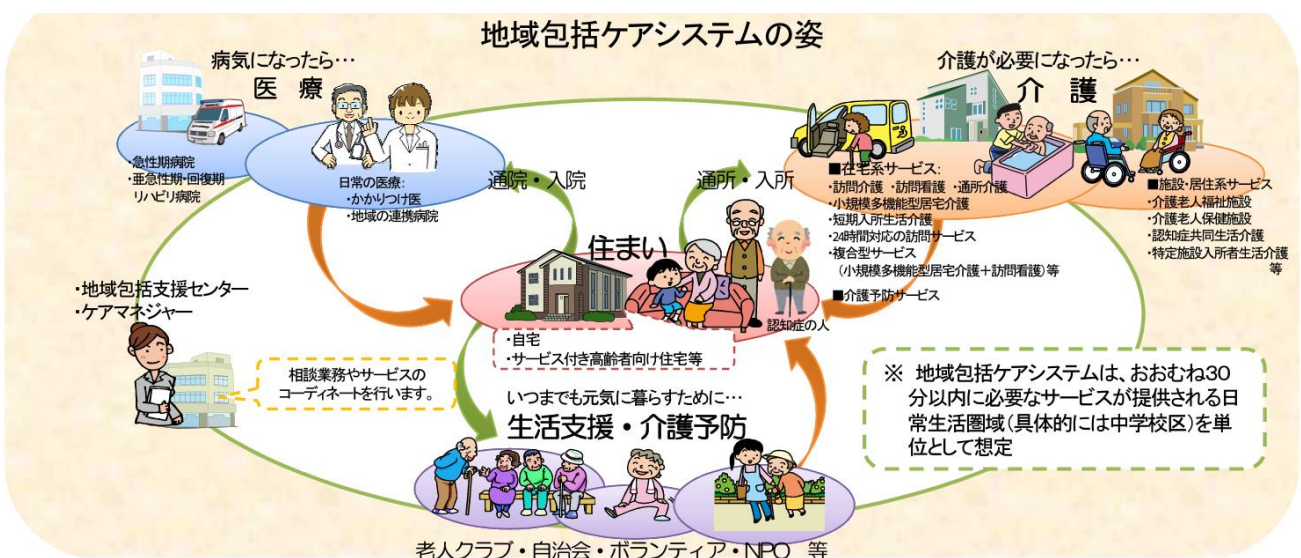 地域包括ケアシステムの姿
病気になったら…
医 療
・急性期病院
・亜急性期・回復期
リハビリ病院
日常の医療:
・かかりつけ医
・地域の連携病院
通院・入院
通所・入所
介護が必要になったら…
介 護
■在宅系サービス:
・訪問介護 ・訪問看護 ・通所介護
・小規模多機能型居宅介護
・短期入所生活介護
・24時間対応の訪問サービス
・複合型サービス
(小規模多機能型居宅介護+訪問看護)等
■介護予防サービス
■施設・居住系サービス
・介護老人福祉施設
・介護老人保健施設
・認知症共同生活介護
・特定施設入所者生活介護
等
住まい
・自宅
・サービス付き高齢者向け住宅等
認知症の人
・地域包括支援センター
・ケアマネジャー
相談業務やサービスの
コーディネートを行います。
いつまでも元気に暮らすために…
生活支援・介護予防
老人クラブ・自治会・ボランティア・NPO 等
※ 地域包括ケアシステムは、おおむね30
分以内に必要なサービスが提供される日
常生活圏域(具体的には中学校区)を単
位として想定